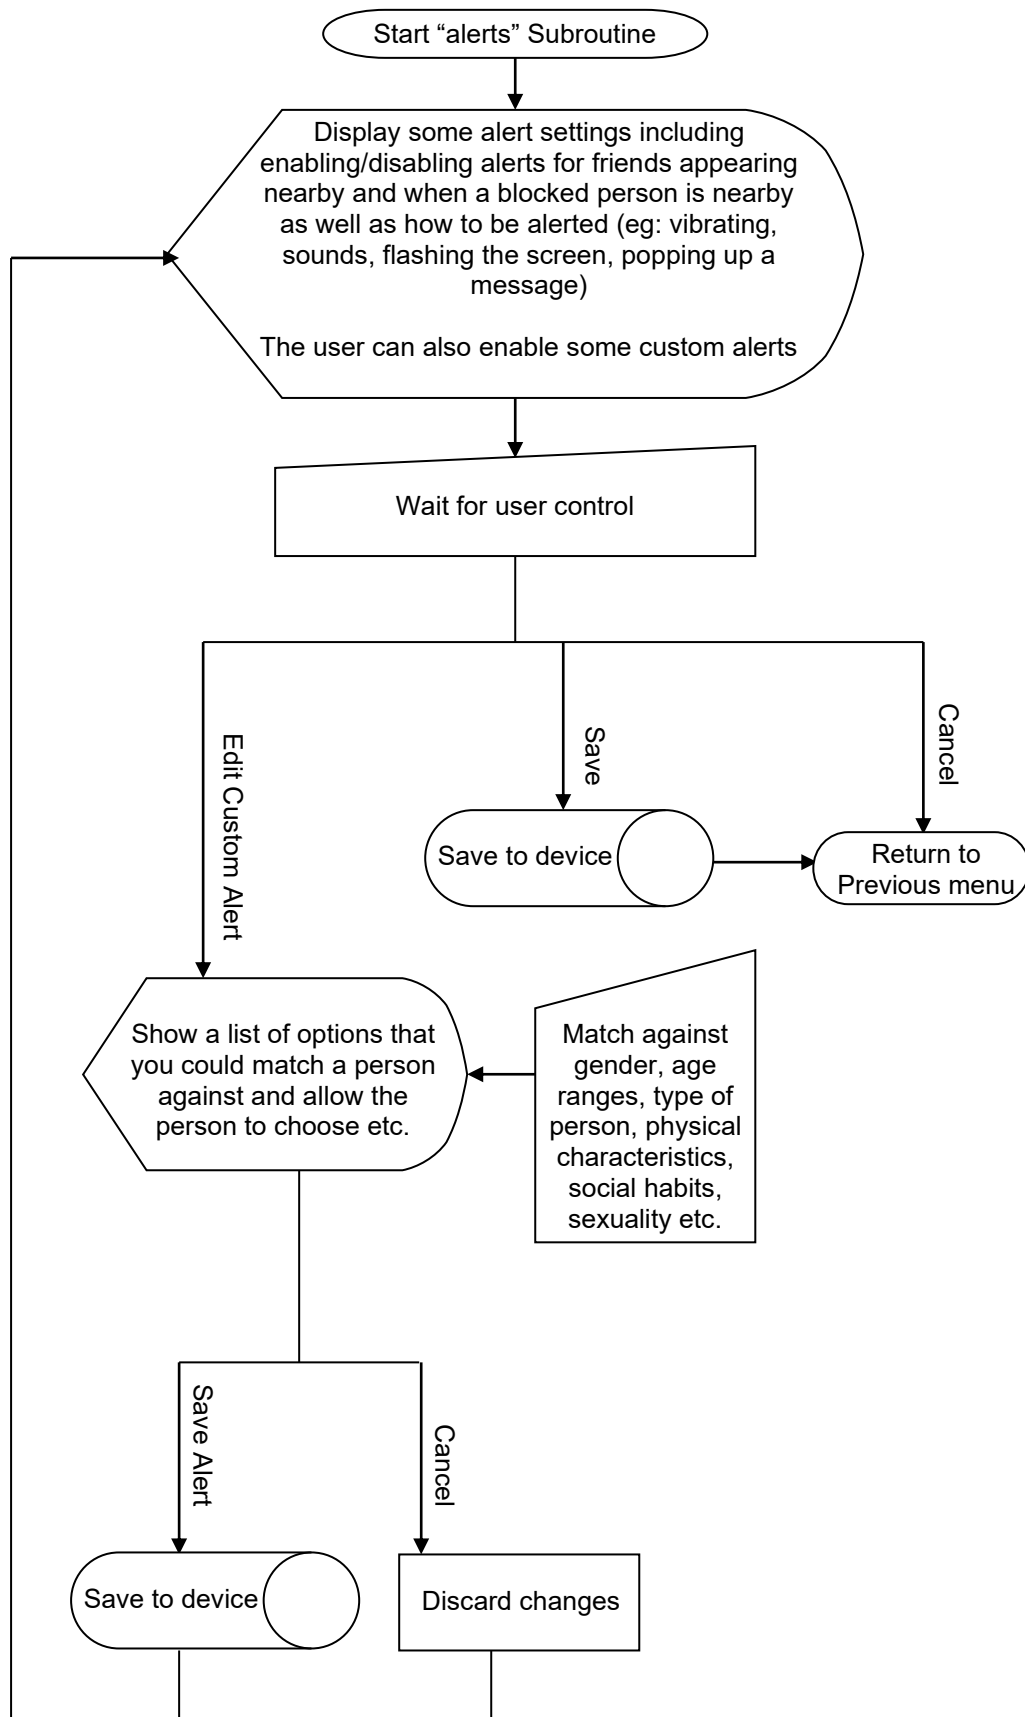 Start “alerts” Subroutine
Display some alert settings including
enabling/disabling alerts for friends appearing
nearby and when a blocked person is nearby
as well as how to be alerted (eg: vibrating,
sounds, flashing the screen, popping up a
message)
The user can also enable some custom alerts
Wait for user control
Edit Custom Alert
Save
Cancel
Save to device
Return to
Previous menu
Show a list of options that
you could match a person
against and allow the
person to choose etc.
Match against
gender, age
ranges, type of
person, physical
characteristics,
social habits,
sexuality etc.
Save Alert
Cancel
Save to device
Discard changes